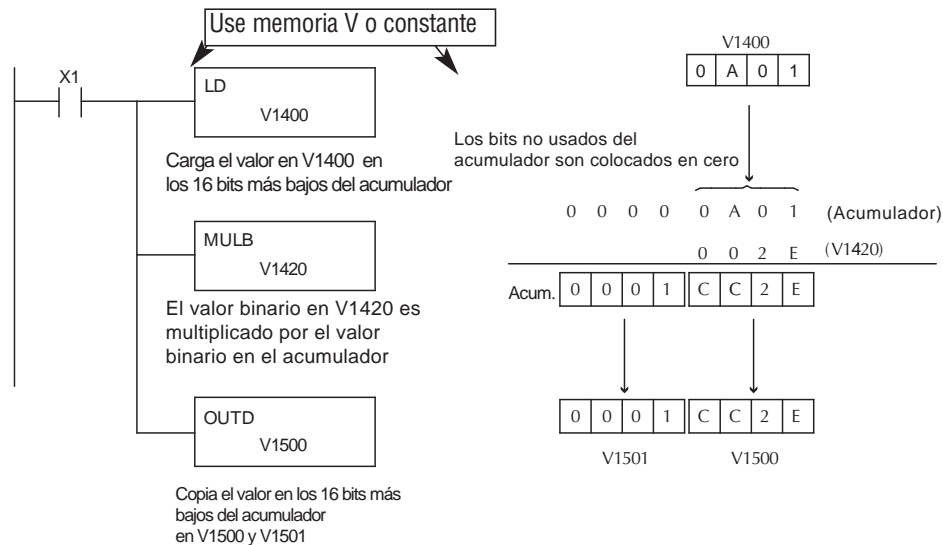 Use memoria V o constante
X1
LD
V1400
Carga el valor en V1400 en
los 16 bits más bajos del acumulador
MULB
V1420
El valor binario en V1420 es
multiplicado por el valor
binario en el acumulador
OUTD
V1500
Copia el valor en los 16 bits más
bajos del acumulador
en V1500 y V1501
V1400
0 A 0 1
Los bits no usados del
acumulador son colocados en cero
0 0 0 0 0 A 0 1 (Acumulador)
0 0 2 E (V1420)
Acum. 0 0 0 1 C C 2 E
0 0 0 1 C C 2 E
V1501 V1500